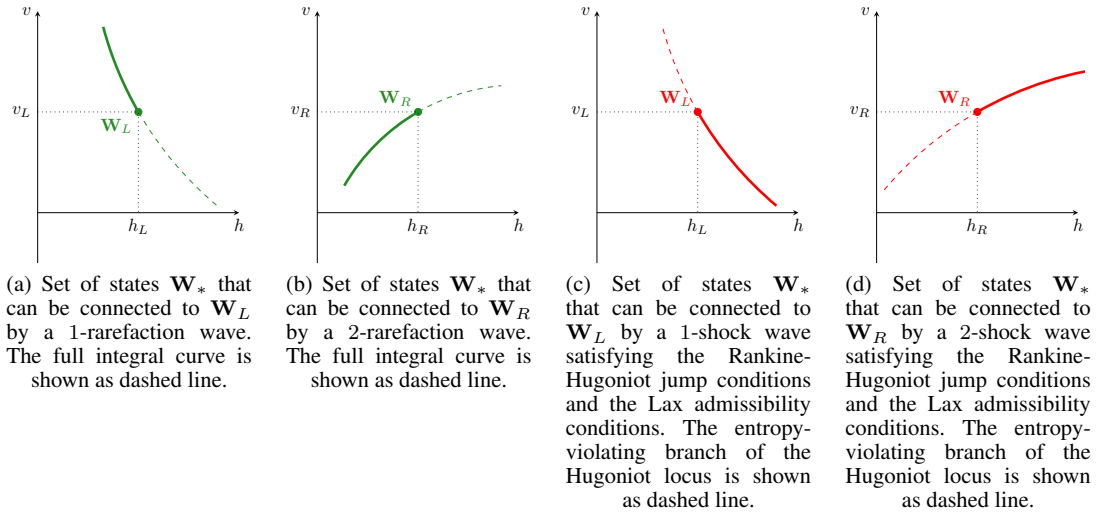 v
v_L
W_L
h_L
h
v
v_R
W_R
h_R
h
v
v_L
W_L
h_L
h
v
v_R
W_R
h_R
h
(a) Set of states W_* that
can be connected to W_L
by a 1-rarefaction wave.
The full integral curve is
shown as dashed line.
(b) Set of states W_* that
can be connected to W_R
by a 2-rarefaction wave.
The full integral curve is
shown as dashed line.
(c) Set of states W_*
that can be connected to
W_L by a 1-shock wave
satisfying the Rankine-
Hugoniot jump conditions
and the Lax admissibility
conditions. The entropy-
violating branch of the
Hugoniot locus is shown
as dashed line.
(d) Set of states W_*
that can be connected to
W_R by a 2-shock wave
satisfying the Rankine-
Hugoniot jump conditions
and the Lax admissibility
conditions. The entropy-
violating branch of the
Hugoniot locus is shown
as dashed line.